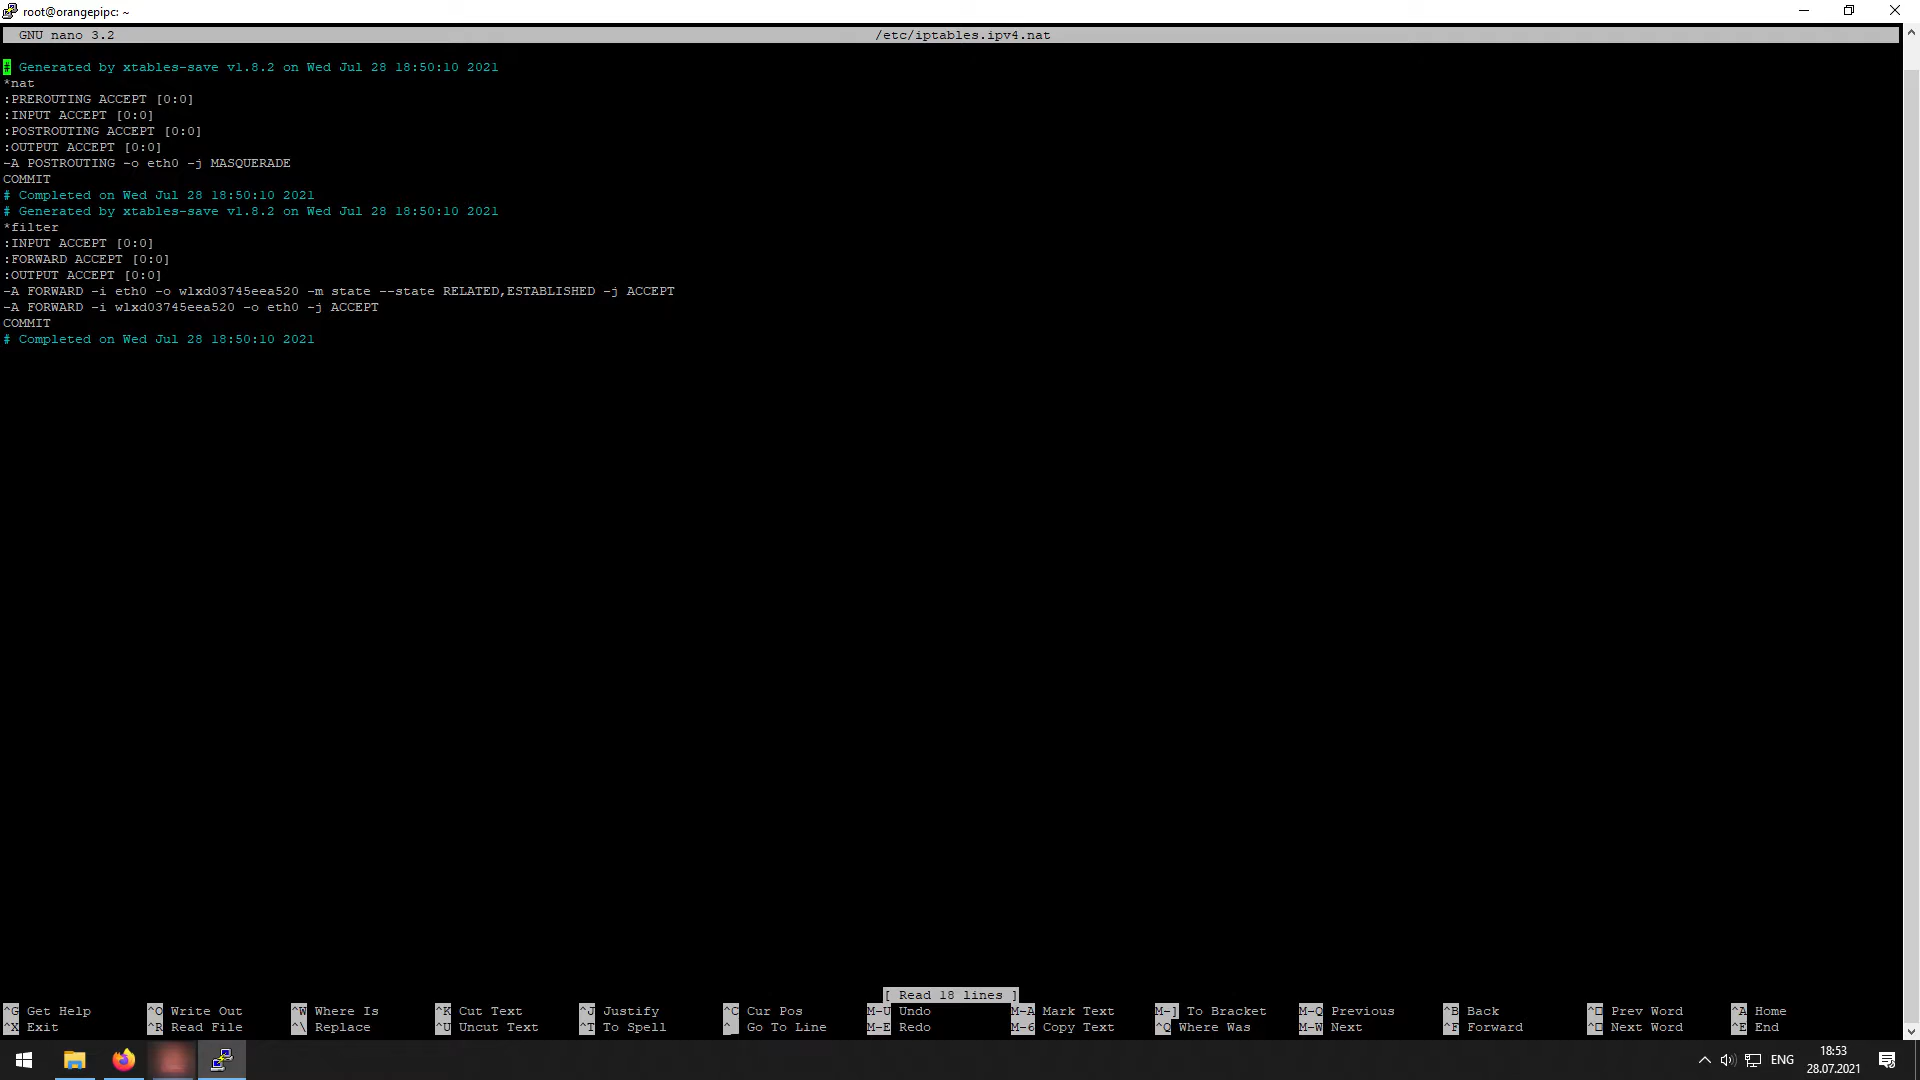 root@orangepipc: ~
GNU nano 3.2 /etc/iptables.ipv4.nat
# Generated by xtables-save v1.8.2 on Wed Jul 28 18:50:10 2021
*nat
:PREROUTING ACCEPT [0:0]
:INPUT ACCEPT [0:0]
:POSTROUTING ACCEPT [0:0]
:OUTPUT ACCEPT [0:0]
-A POSTROUTING -o eth0 -j MASQUERADE
COMMIT
# Completed on Wed Jul 28 18:50:10 2021
# Generated by xtables-save v1.8.2 on Wed Jul 28 18:50:10 2021
*filter
:INPUT ACCEPT [0:0]
:FORWARD ACCEPT [0:0]
:OUTPUT ACCEPT [0:0]
-A FORWARD -i eth0 -o wlxd03745eea520 -m state --state RELATED,ESTABLISHED -j ACCEPT
-A FORWARD -i wlxd03745eea520 -o eth0 -j ACCEPT
COMMIT
# Completed on Wed Jul 28 18:50:10 2021
[ Read 18 lines ]
^G Get Help ^O Write Out ^W Where Is ^K Cut Text ^J Justify ^C Cur Pos M-U Undo M-A Mark Text M-] To Bracket M-Q Previous ^B Back ^□ Prev Word ^A Home
^X Exit ^R Read File ^\ Replace ^U Uncut Text ^T To Spell ^_ Go To Line M-E Redo M-6 Copy Text ^Q Where Was M-W Next ^F Forward ^□ Next Word ^E End
ENG 18:53
28.07.2021